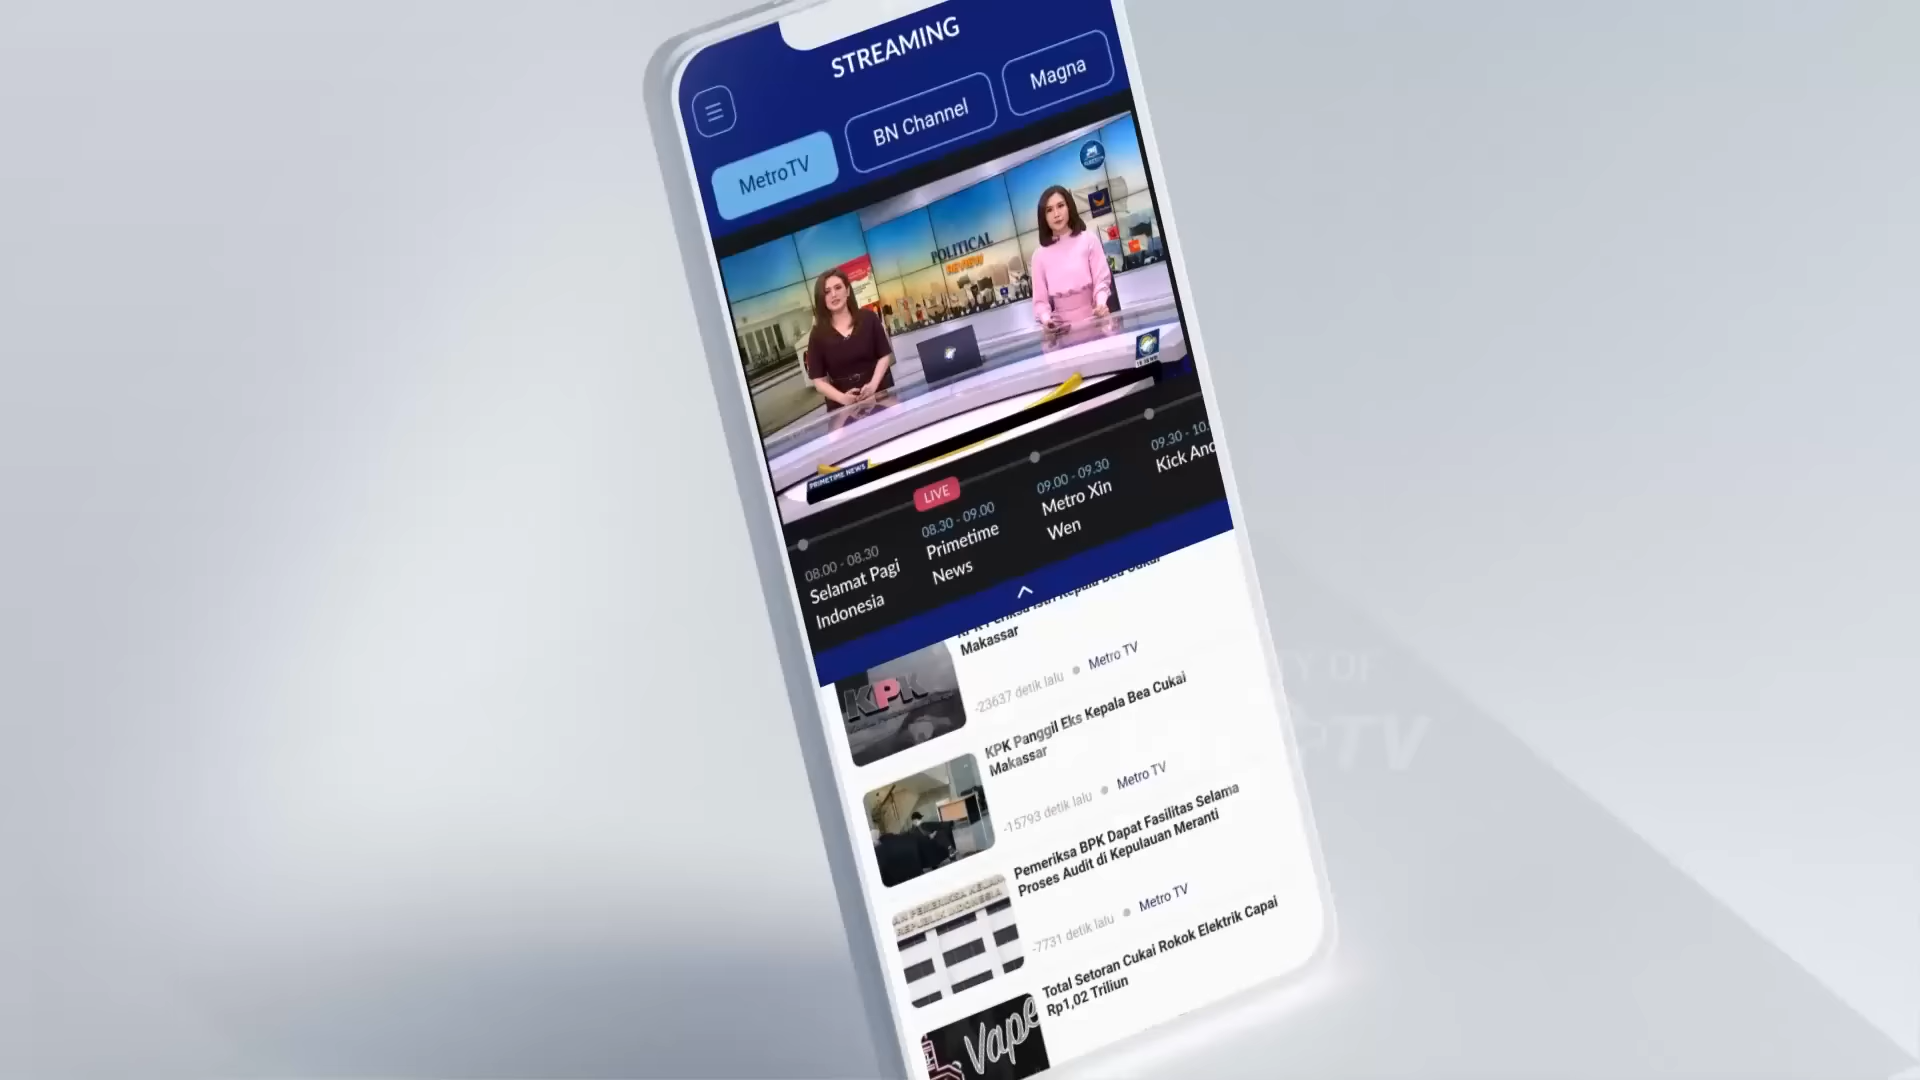 STREAMING
MetroTV
BN Channel
Magna
POLITICAL
REVIEW
PRIMETIME NEWS
LIVE
08.00 - 08.30
Selamat Pagi
Indonesia
08.30 - 09.00
Primetime
News
09.00 - 09.30
Metro Xin
Wen
09.30 - 10.
Kick And
Makassar
-23637 detik lalu
Metro TV
KPK
KPK Panggil Eks Kepala Bea Cukai
Makassar
-15793 detik lalu
Metro TV
Pemeriksa BPK Dapat Fasilitas Selama
Proses Audit di Kepulauan Meranti
-7731 detik lalu
Metro TV
REPUBLIK INDONESIA
Total Setoran Cukai Rokok Elektrik Capai
Rp1,02 Triliun
Vape
OF
TV